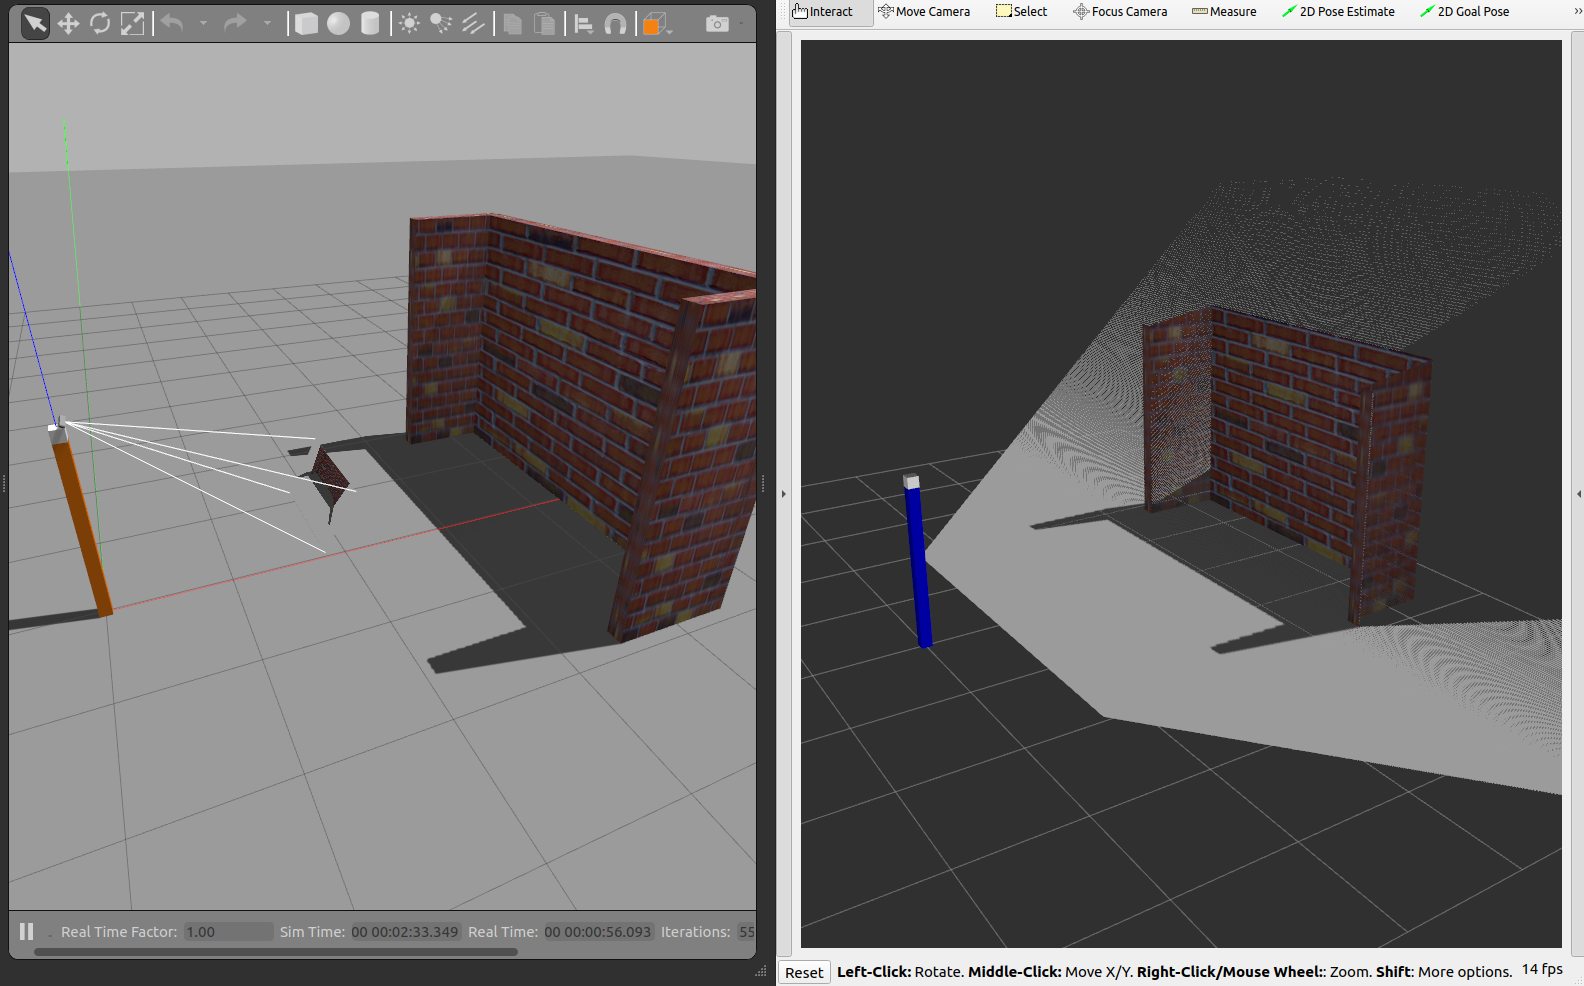 Interact Move Camera Select Focus Camera Measure 2D Pose Estimate 2D Goal Pose »
Real Time Factor: 1.00 Sim Time: 00 00:02:33.349 Real Time: 00 00:00:56.093 Iterations: 55
Reset Left-Click: Rotate. Middle-Click: Move X/Y. Right-Click/Mouse Wheel:: Zoom. Shift: More options. 14 fps